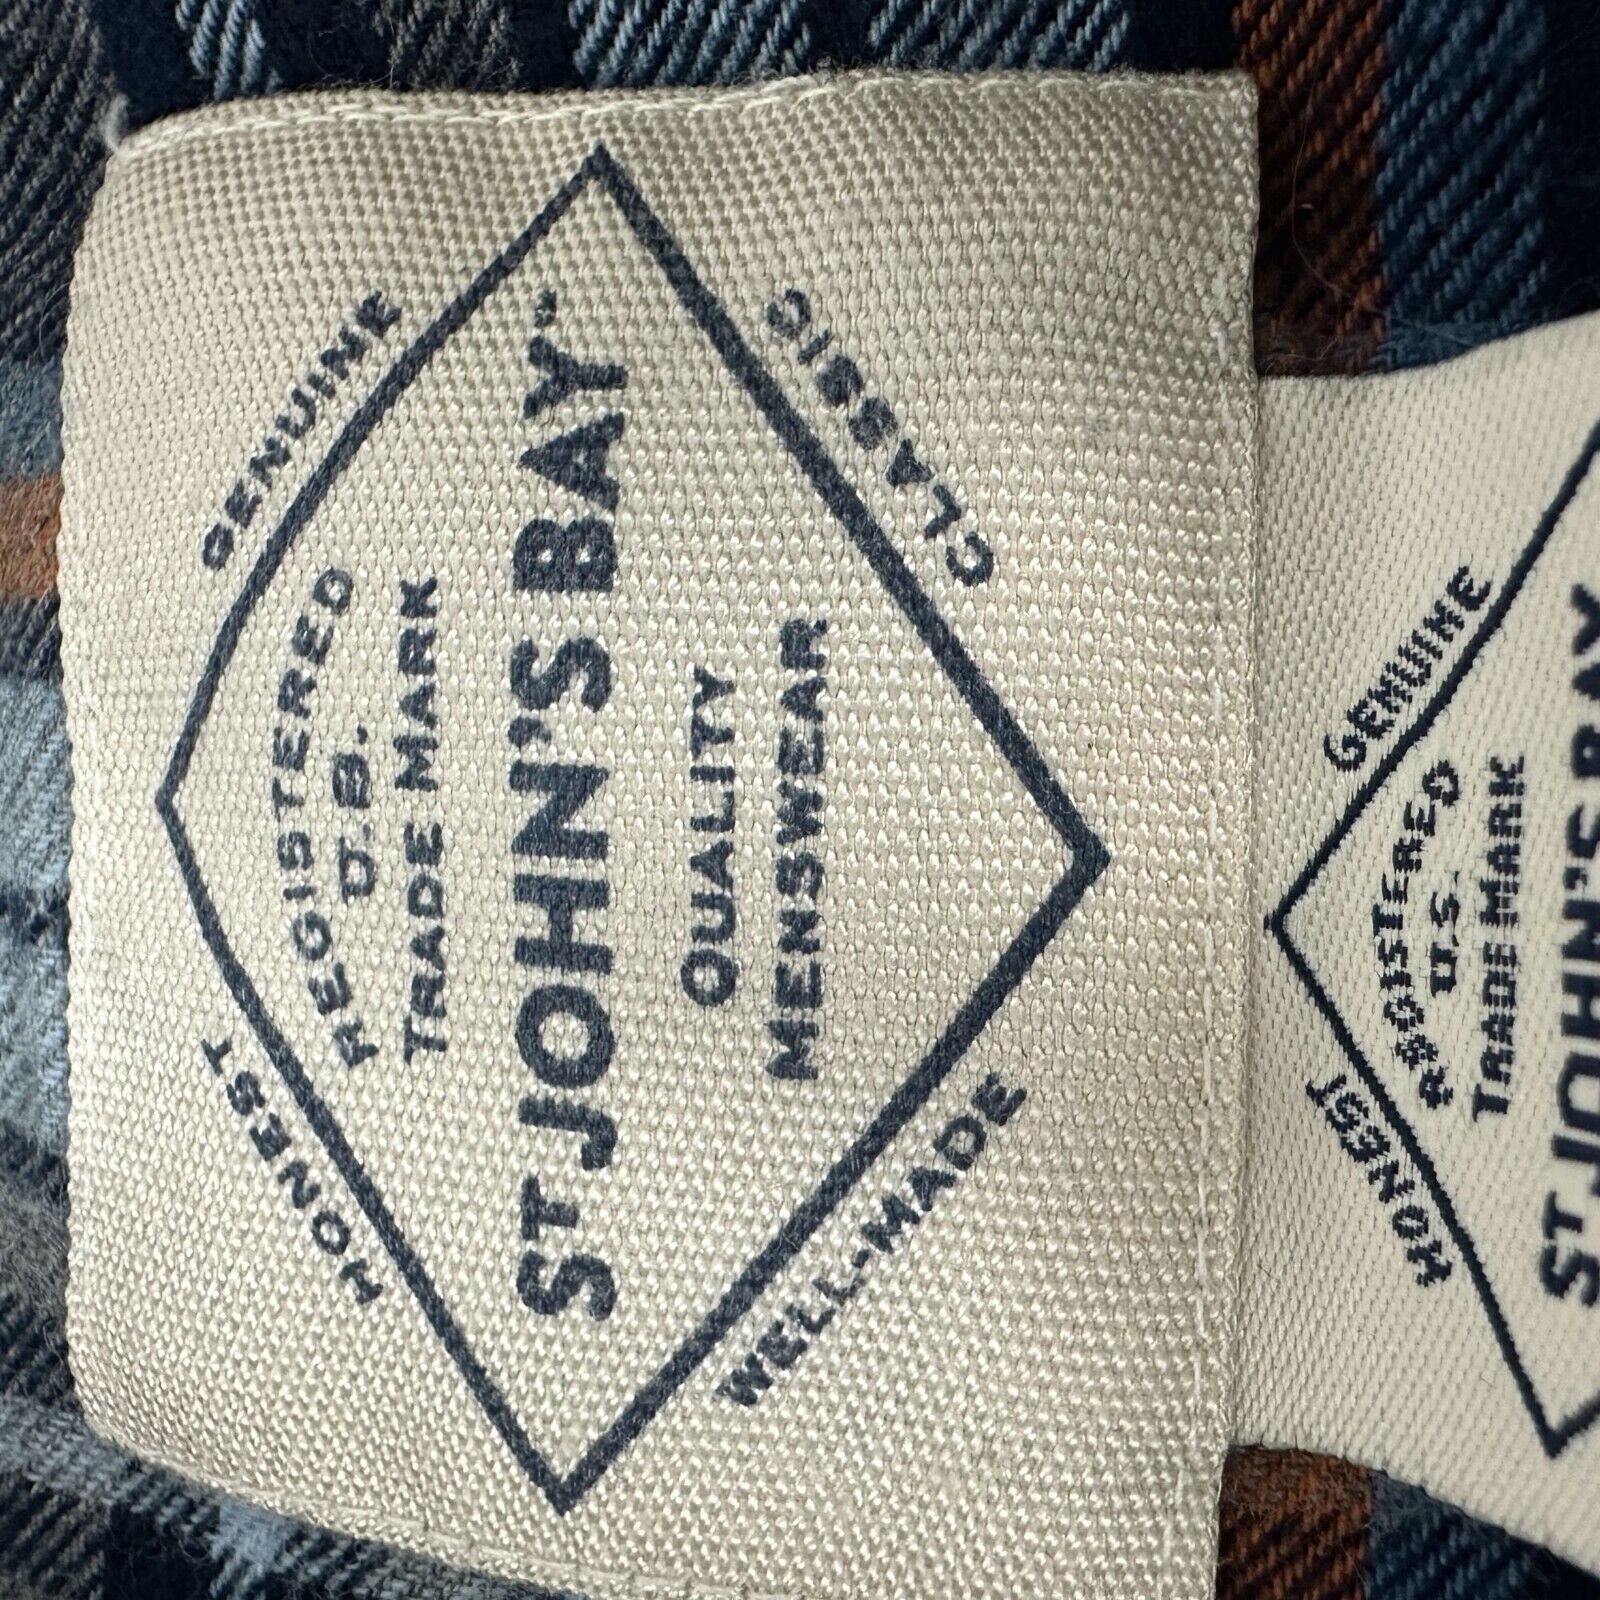 HONEST
GENUINE
REGISTERED
U.S.
TRADE MARK
ST JOHN'S BAY™
QUALITY
MENSWEAR
WELL-MADE
CLASSIC
HONEST
GENUINE
REGISTERED
U.S.
TRADE MARK
ST JOHN'S BAY